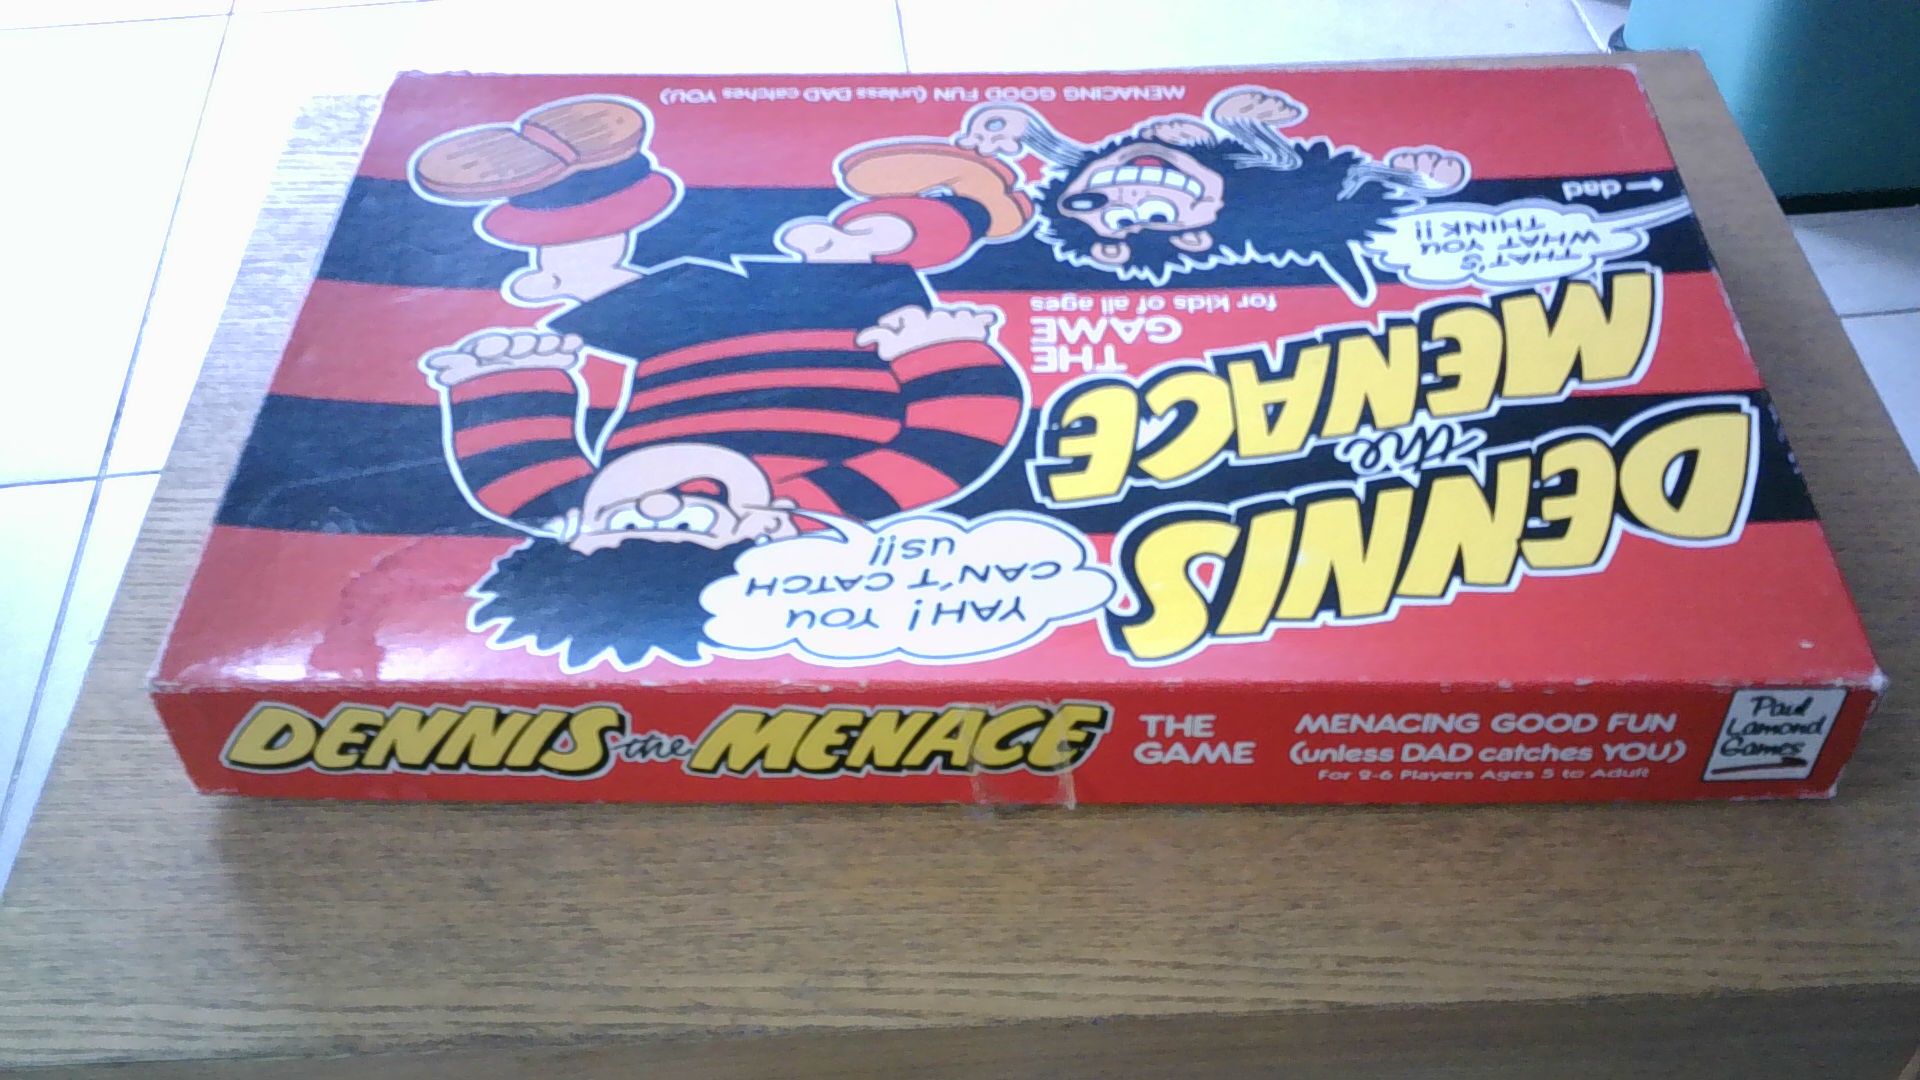 MENACING GOOD FUN (unless DAD catches YOU)
← dad
THAT'S
WHAT YOU
THINK!!
for kids of all ages
THE
GAME
DENNIS
the
MENACE
YAH! YOU
CAN'T CATCH
US!!
DENNIS the MENACE
THE
GAME
MENACING GOOD FUN
(unless DAD catches YOU)
For 2-6 Players Ages 5 to Adult
Paul
Lamond
Games